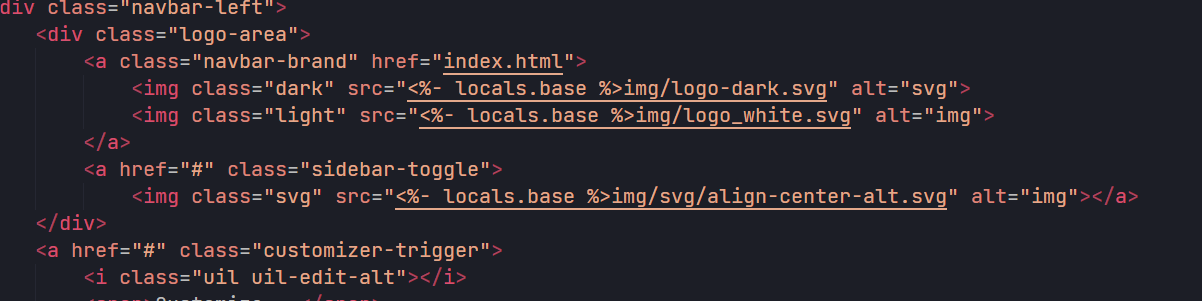 div class="navbar-left">
<div class="logo-area">
<a class="navbar-brand" href="index.html">
<img class="dark" src="<%- locals.base %>img/logo-dark.svg" alt="svg">
<img class="light" src="<%- locals.base %>img/logo_white.svg" alt="img">
</a>
<a href="#" class="sidebar-toggle">
<img class="svg" src="<%- locals.base %>img/svg/align-center-alt.svg" alt="img"></a>
</div>
<a href="#" class="customizer-trigger">
<i class="uil uil-edit-alt"></i>